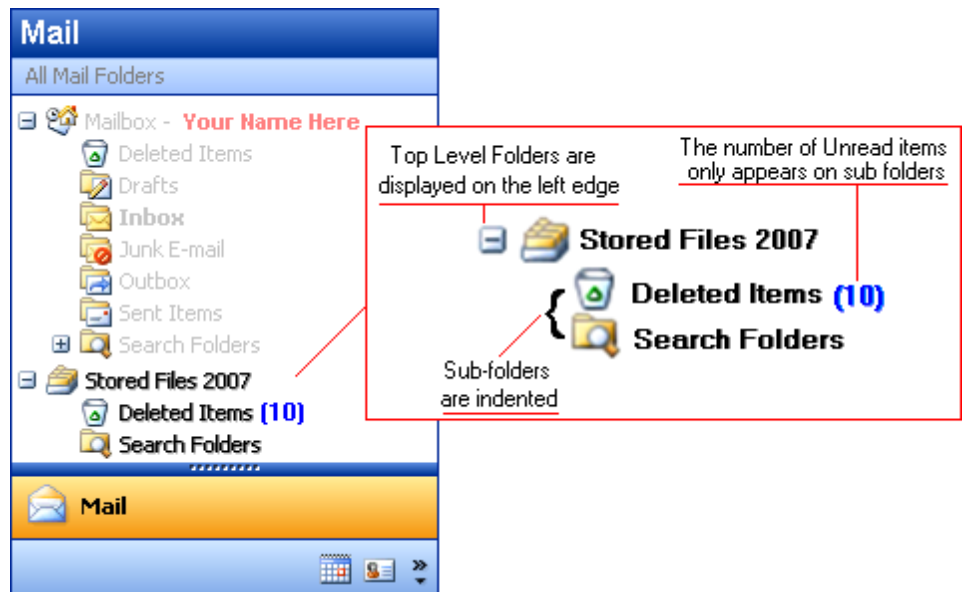 Mail
All Mail Folders
Mailbox - Your Name Here
Deleted Items
Drafts
Inbox
Junk E-mail
Outbox
Sent Items
Search Folders
Stored Files 2007
Deleted Items (10)
Search Folders
Mail
Top Level Folders are
displayed on the left edge
The number of Unread items
only appears on sub folders
Stored Files 2007
Deleted Items (10)
Search Folders
Sub-folders
are indented